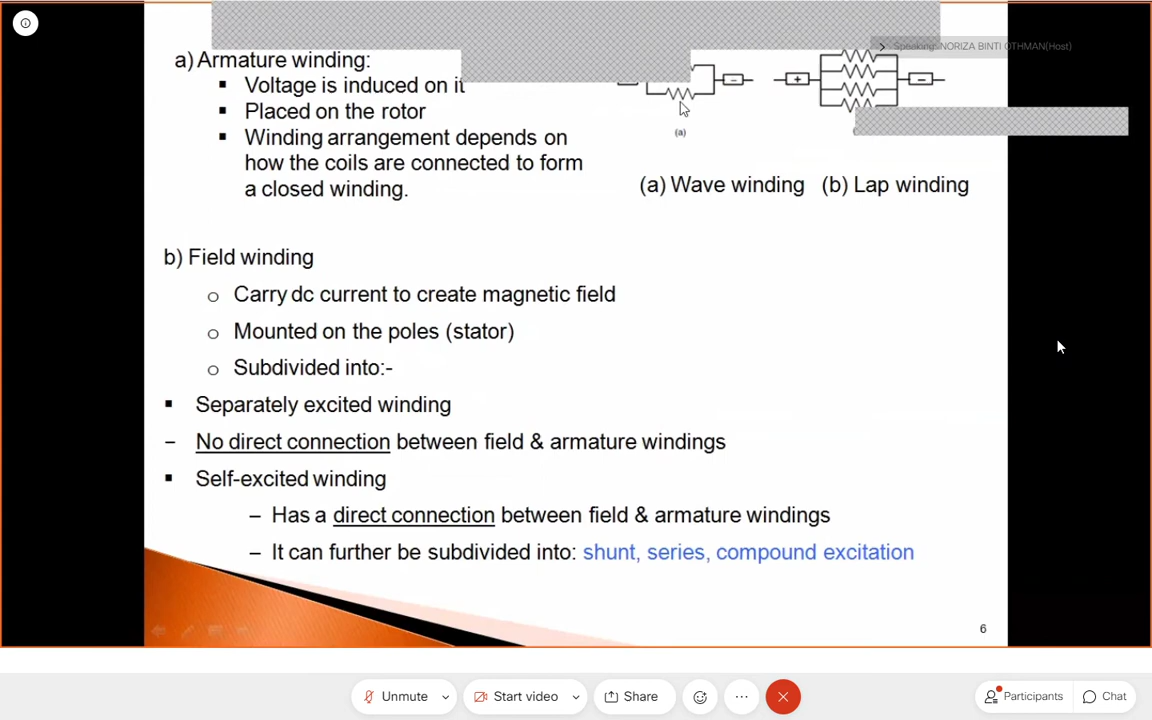 Speaking: NORIZA BINTI OTHMAN(Host)
a) Armature winding:
▪ Voltage is induced on it
▪ Placed on the rotor
▪ Winding arrangement depends on
how the coils are connected to form
a closed winding.
−
+
−
(a)
(a) Wave winding (b) Lap winding
b) Field winding
o Carry dc current to create magnetic field
o Mounted on the poles (stator)
o Subdivided into:-
▪ Separately excited winding
– No direct connection between field & armature windings
▪ Self-excited winding
– Has a direct connection between field & armature windings
– It can further be subdivided into: shunt, series, compound excitation
6
Unmute
Start video
Share
Participants
Chat